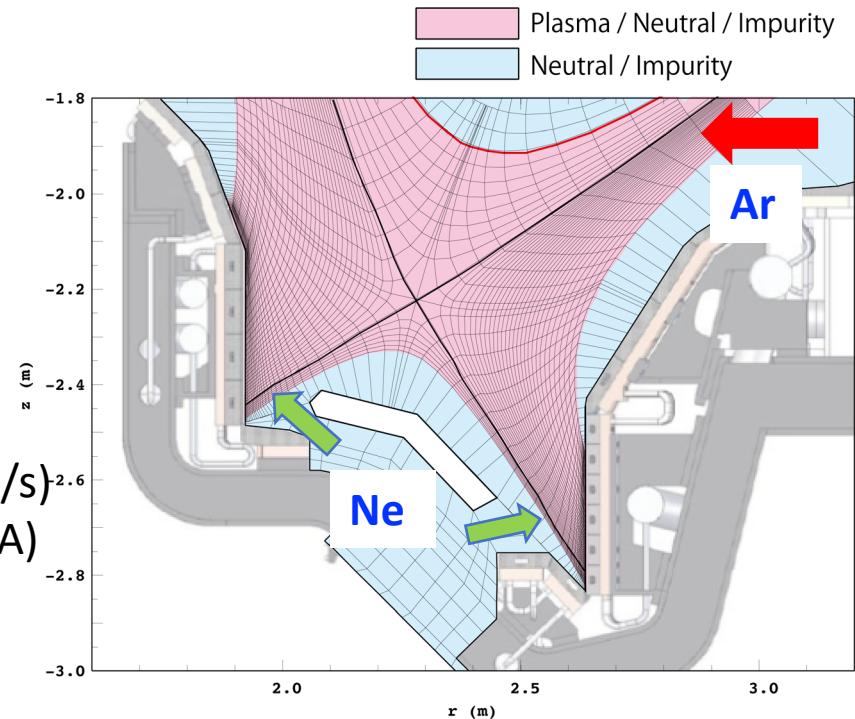 Plasma / Neutral / Impurity
Neutral / Impurity
-1.8
-2.0
Ar
-2.2
-2.4
z (m)
/s)
-2.6
Ne
A)
-2.8
-3.0
2.0 2.5 3.0
r (m)